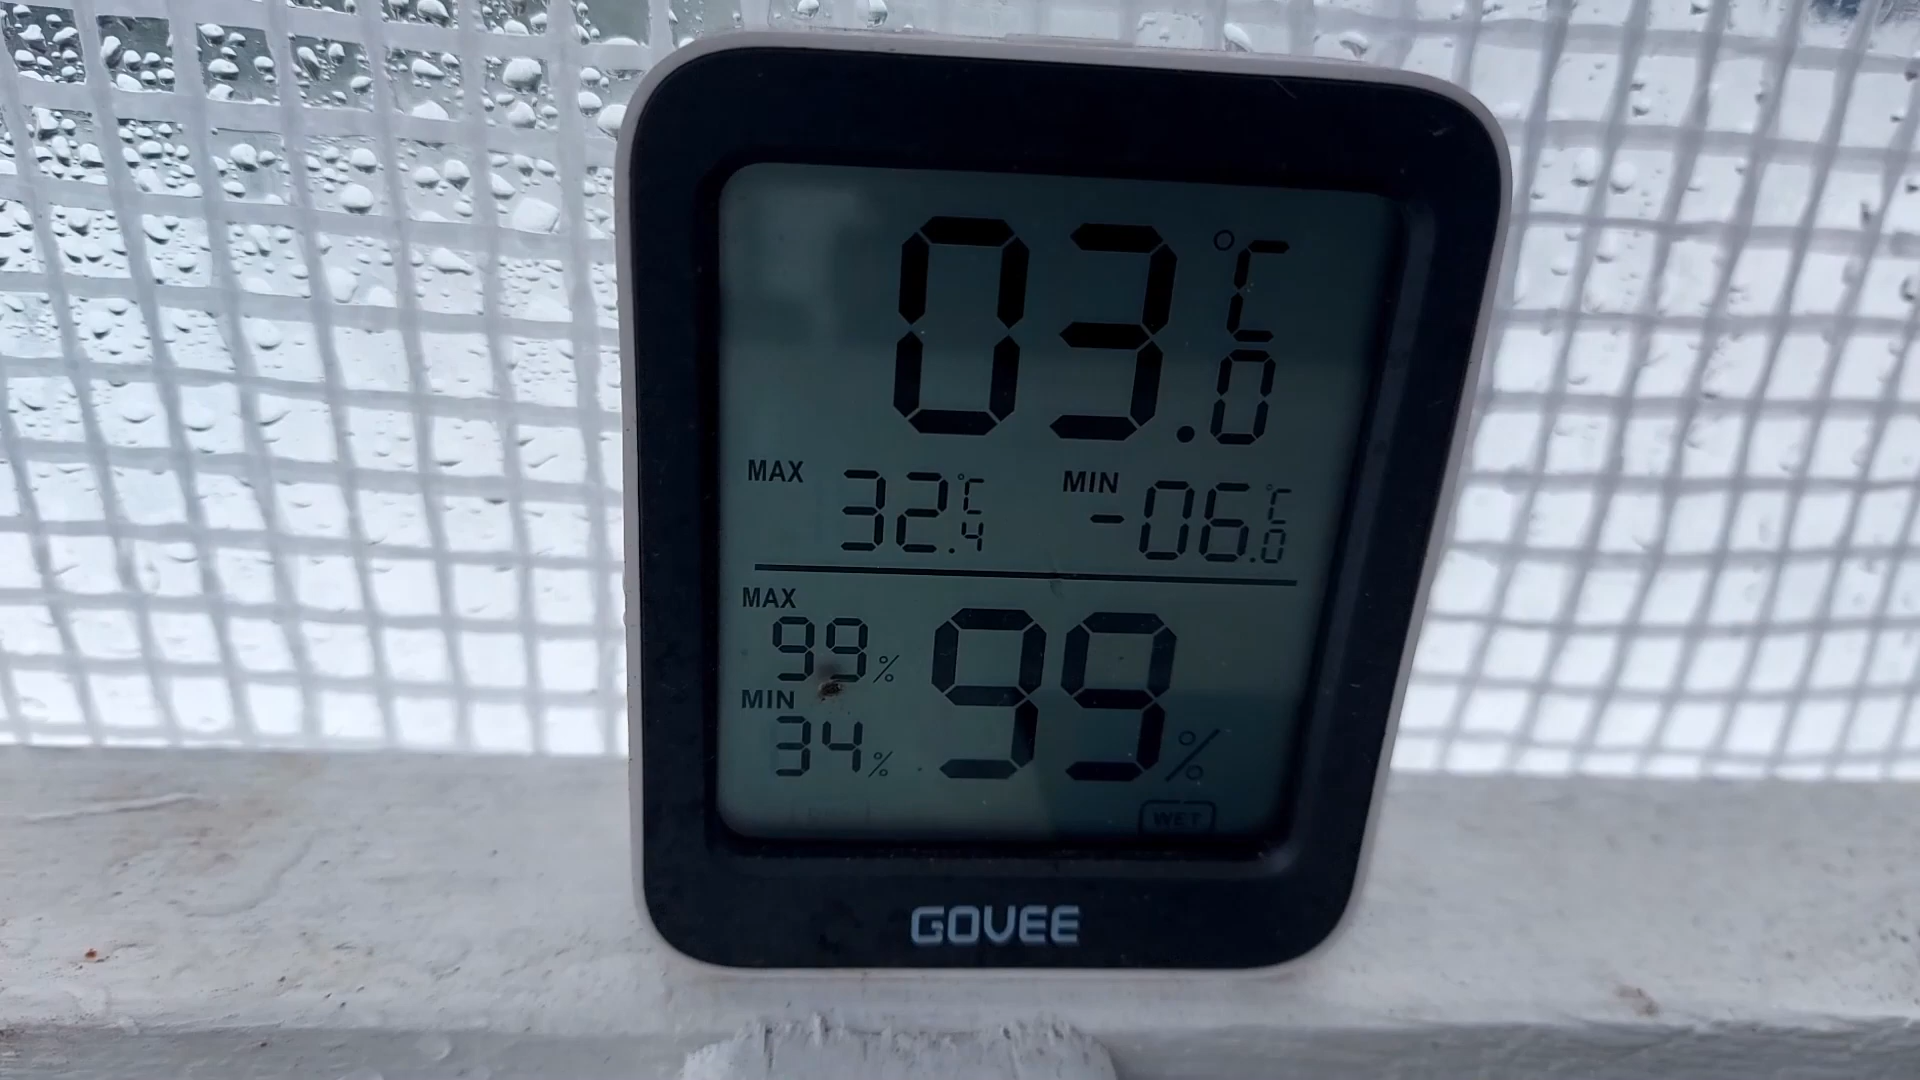 03.0 °C
MAX 32.4 °C MIN -06.0 °C
MAX
99%
MIN
34%
99%
WET
GOVEE